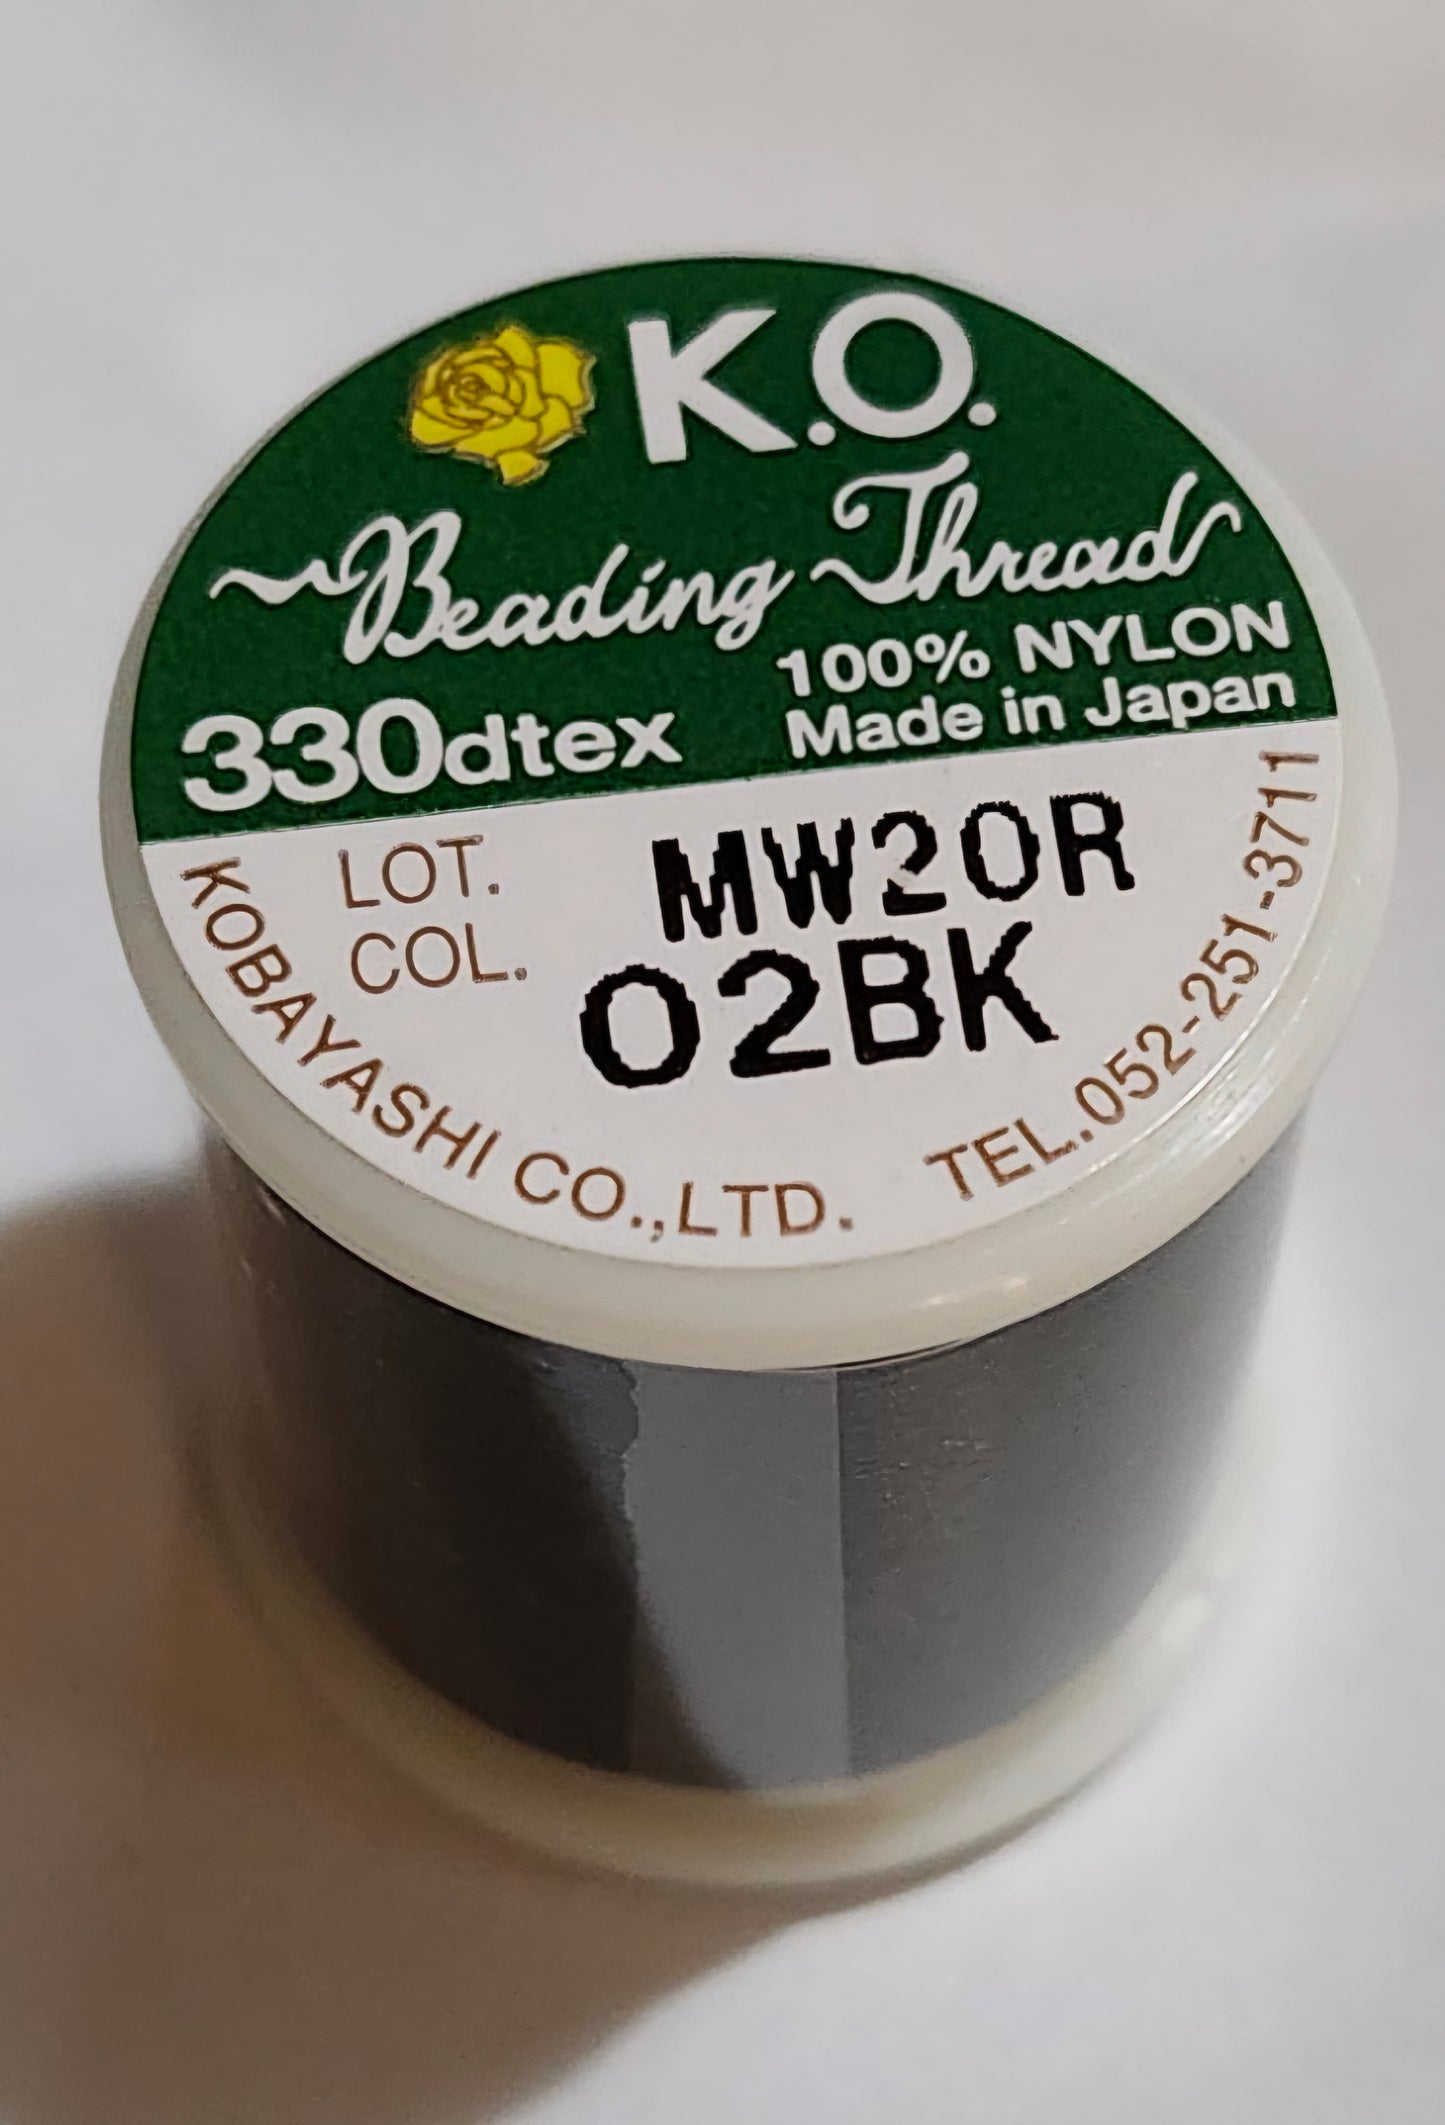 K.O.
Beading Thread
100% NYLON
330dtex
Made in Japan
LOT. MW20R
COL. 02BK
KOBAYASHI CO.,LTD. TEL.052-251-3711